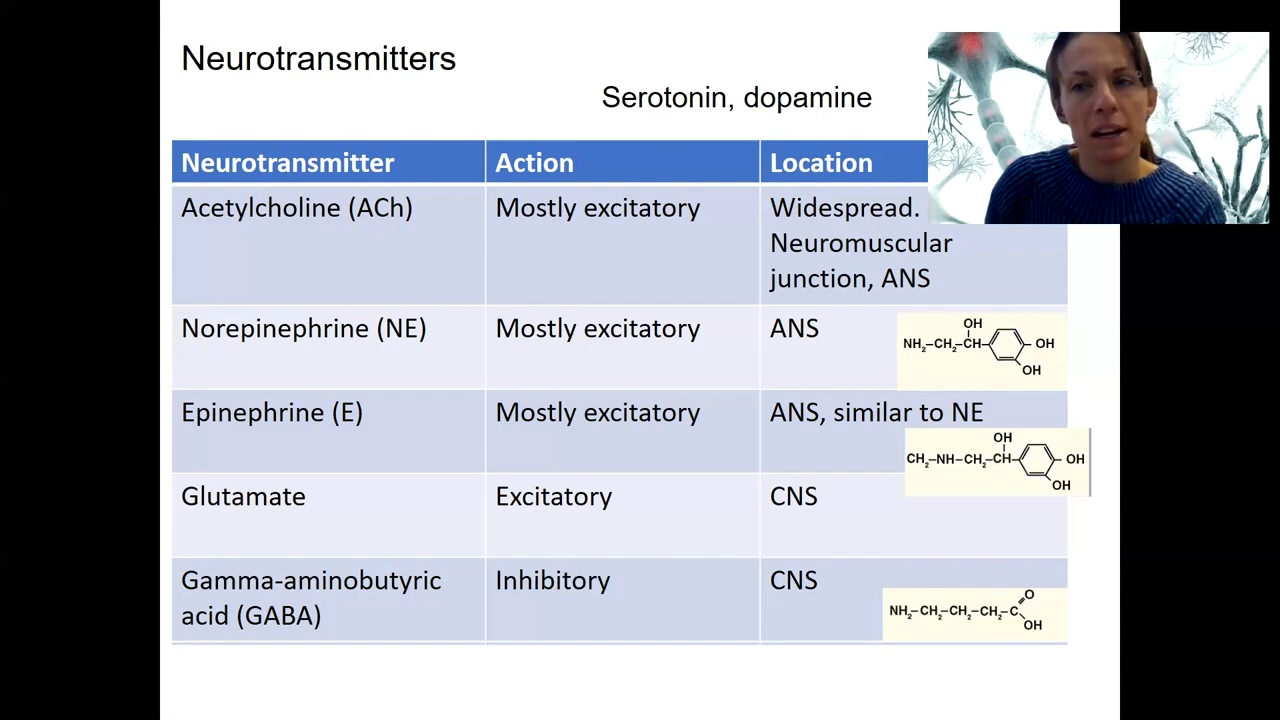 Neurotransmitters
Serotonin, dopamine
Neurotransmitter Action Location
Acetylcholine (ACh) Mostly excitatory Widespread.
Neuromuscular
junction, ANS
Norepinephrine (NE) Mostly excitatory ANS
OH
NH₂–CH₂–CH OH
OH
Epinephrine (E) Mostly excitatory ANS, similar to NE
OH
CH₂–NH–CH₂–CH OH
OH
Glutamate Excitatory CNS
Gamma-aminobutyric Inhibitory CNS
acid (GABA)
O
NH₂–CH₂–CH₂–CH₂–C
OH